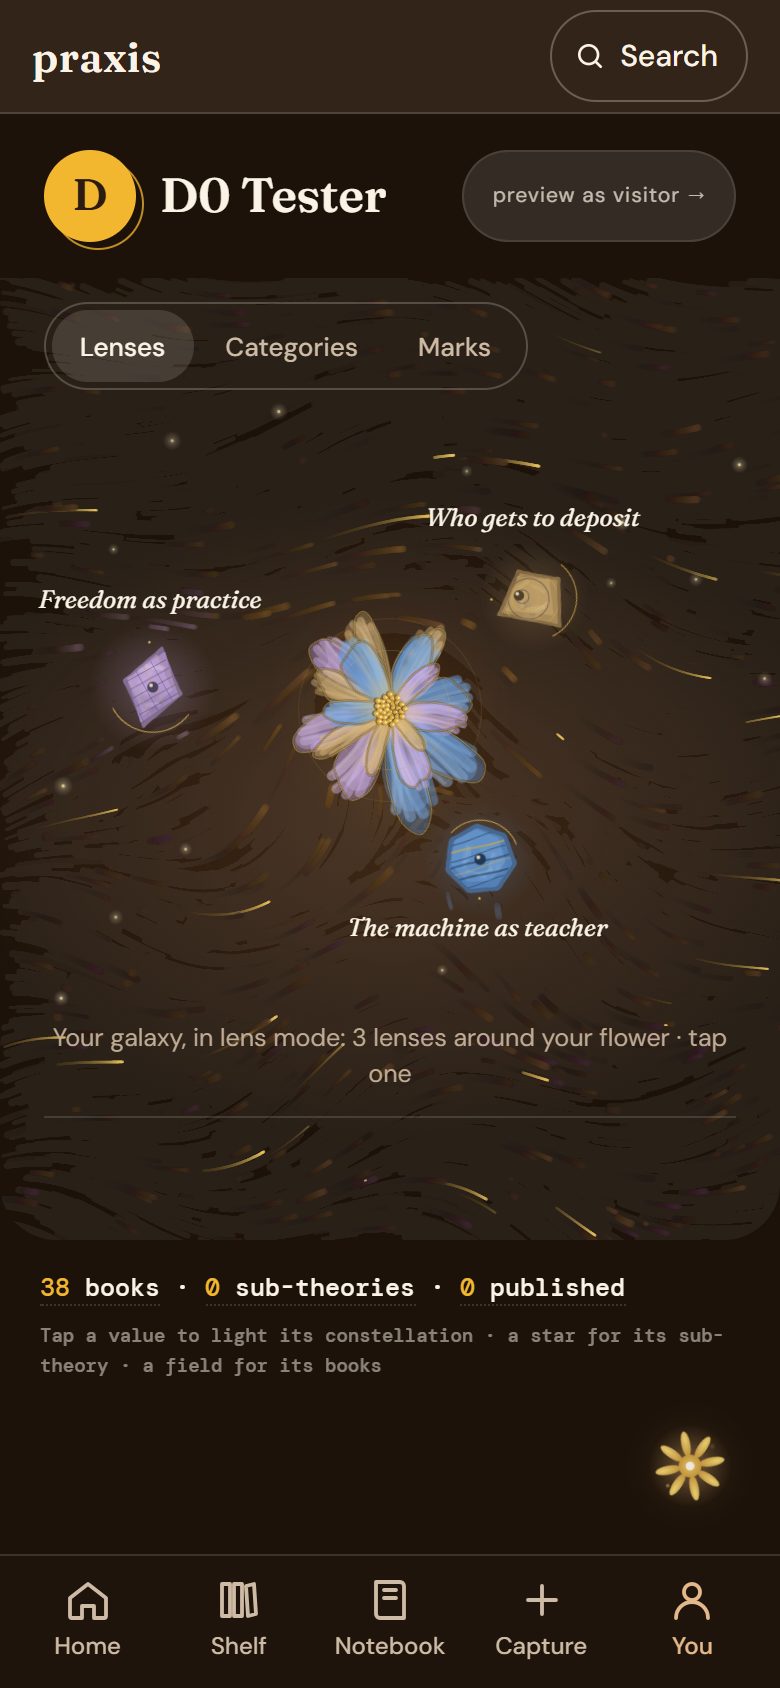 praxis
Search
D
D0 Tester
preview as visitor →
Lenses
Categories
Marks
Who gets to deposit
Freedom as practice
The machine as teacher
Your galaxy, in lens mode: 3 lenses around your flower · tap
one
38 books · 0 sub-theories · 0 published
Tap a value to light its constellation · a star for its sub-
theory · a field for its books
Home
Shelf
Notebook
Capture
You